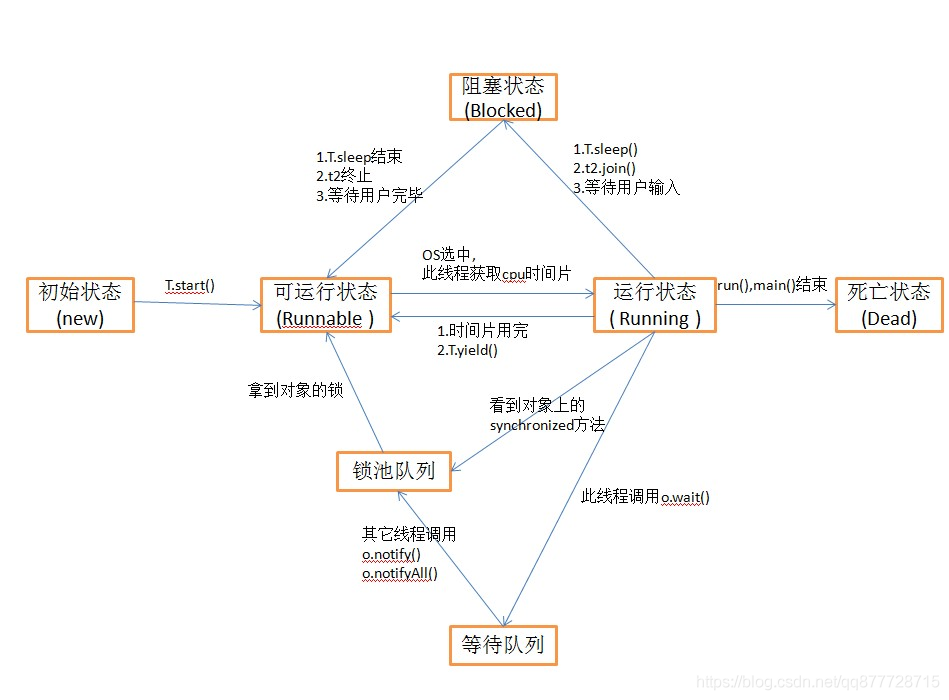 阻塞状态
(Blocked)
1.T.sleep结束
2.t2终止
3.等待用户完毕
1.T.sleep()
2.t2.join()
3.等待用户输入
OS选中,
此线程获取cpu时间片
初始状态
(new)
T.start()
可运行状态
(Runnable )
运行状态
( Running )
run(),main()结束
死亡状态
(Dead)
1.时间片用完
2.T.yield()
拿到对象的锁
看到对象上的
synchronized方法
锁池队列
此线程调用o.wait()
其它线程调用
o.notify()
o.notifyAll()
等待队列
https://blog.csdn.net/qq877728715